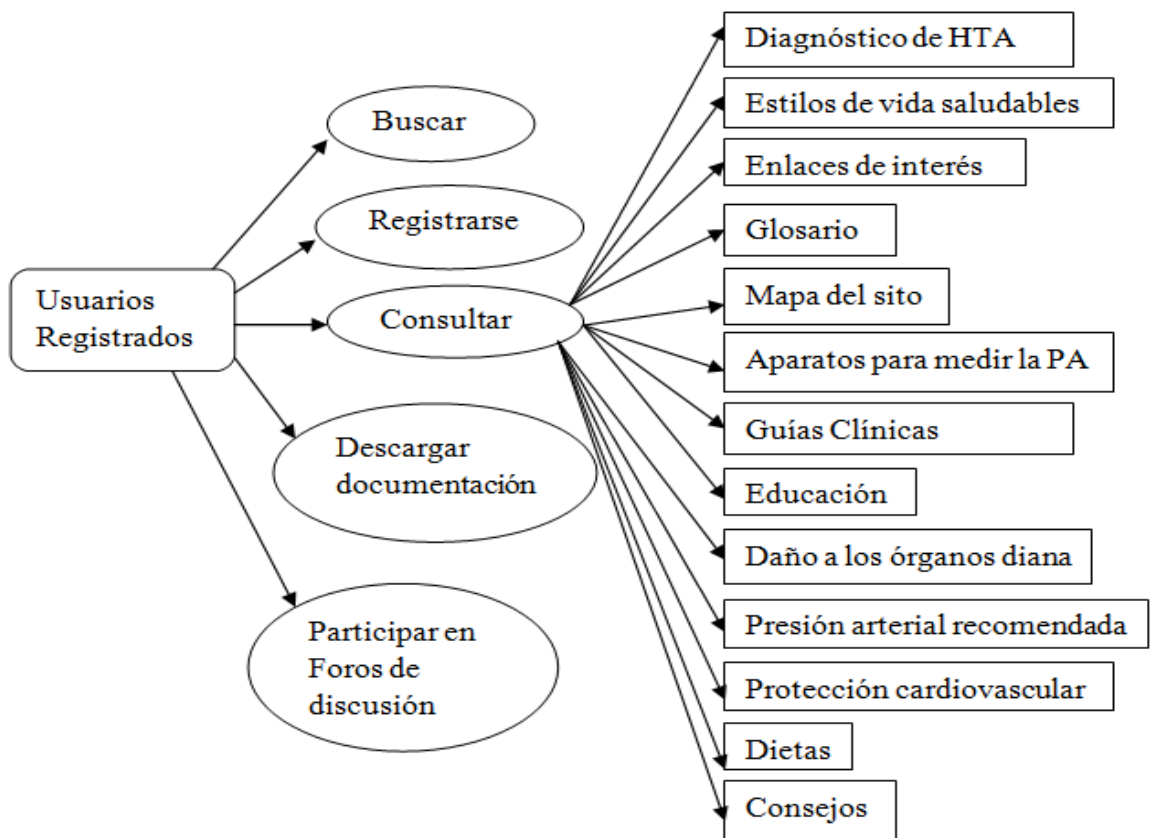 Usuarios
Registrados
Buscar
Registrarse
Consultar
Descargar
documentación
Participar en
Foros de
discusión
Diagnóstico de HTA
Estilos de vida saludables
Enlaces de interés
Glosario
Mapa del sito
Aparatos para medir la PA
Guías Clínicas
Educación
Daño a los órganos diana
Presión arterial recomendada
Protección cardiovascular
Dietas
Consejos